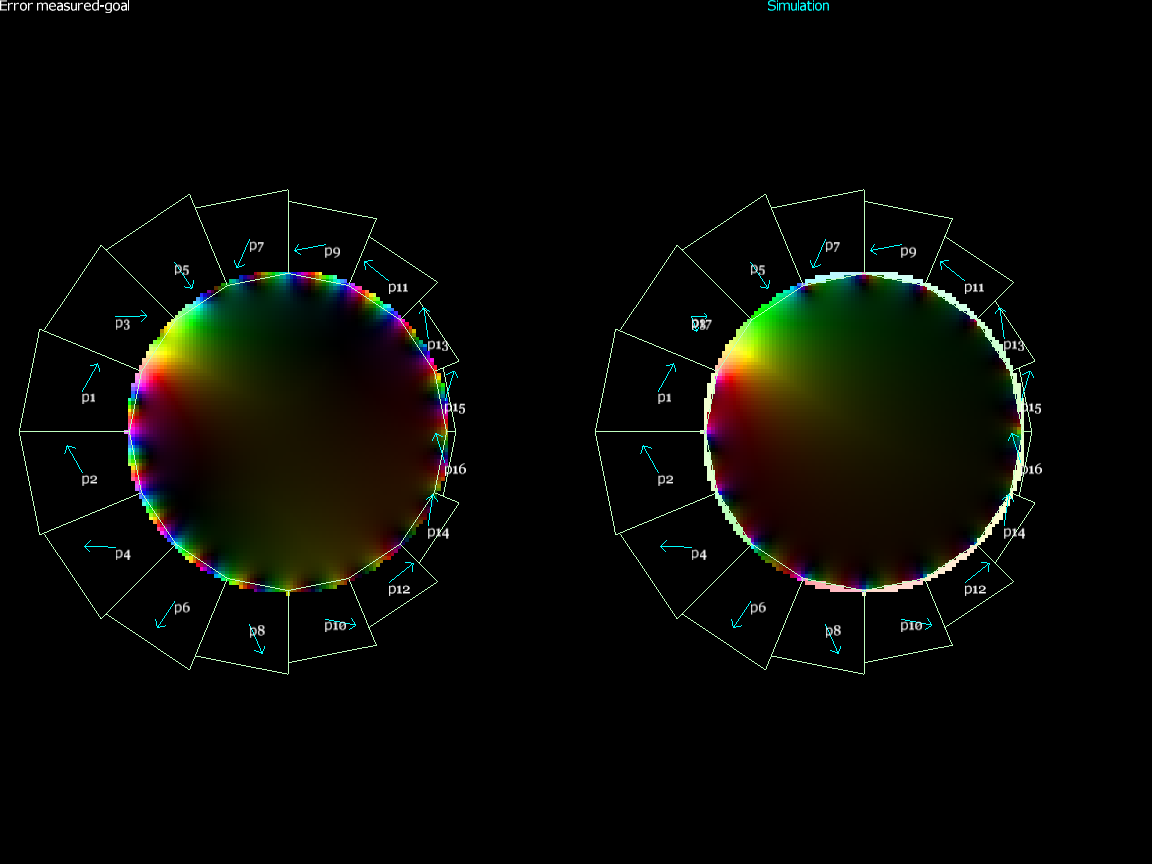 Error measured-goal
Simulation
p7
p9
p5
p11
p3
p13
p1
p15
p2
p16
p4
p14
p6
p12
p8
p10
p7
p9
p5
p11
p13
p1
p15
p2
p16
p4
p14
p6
p12
p8
p10